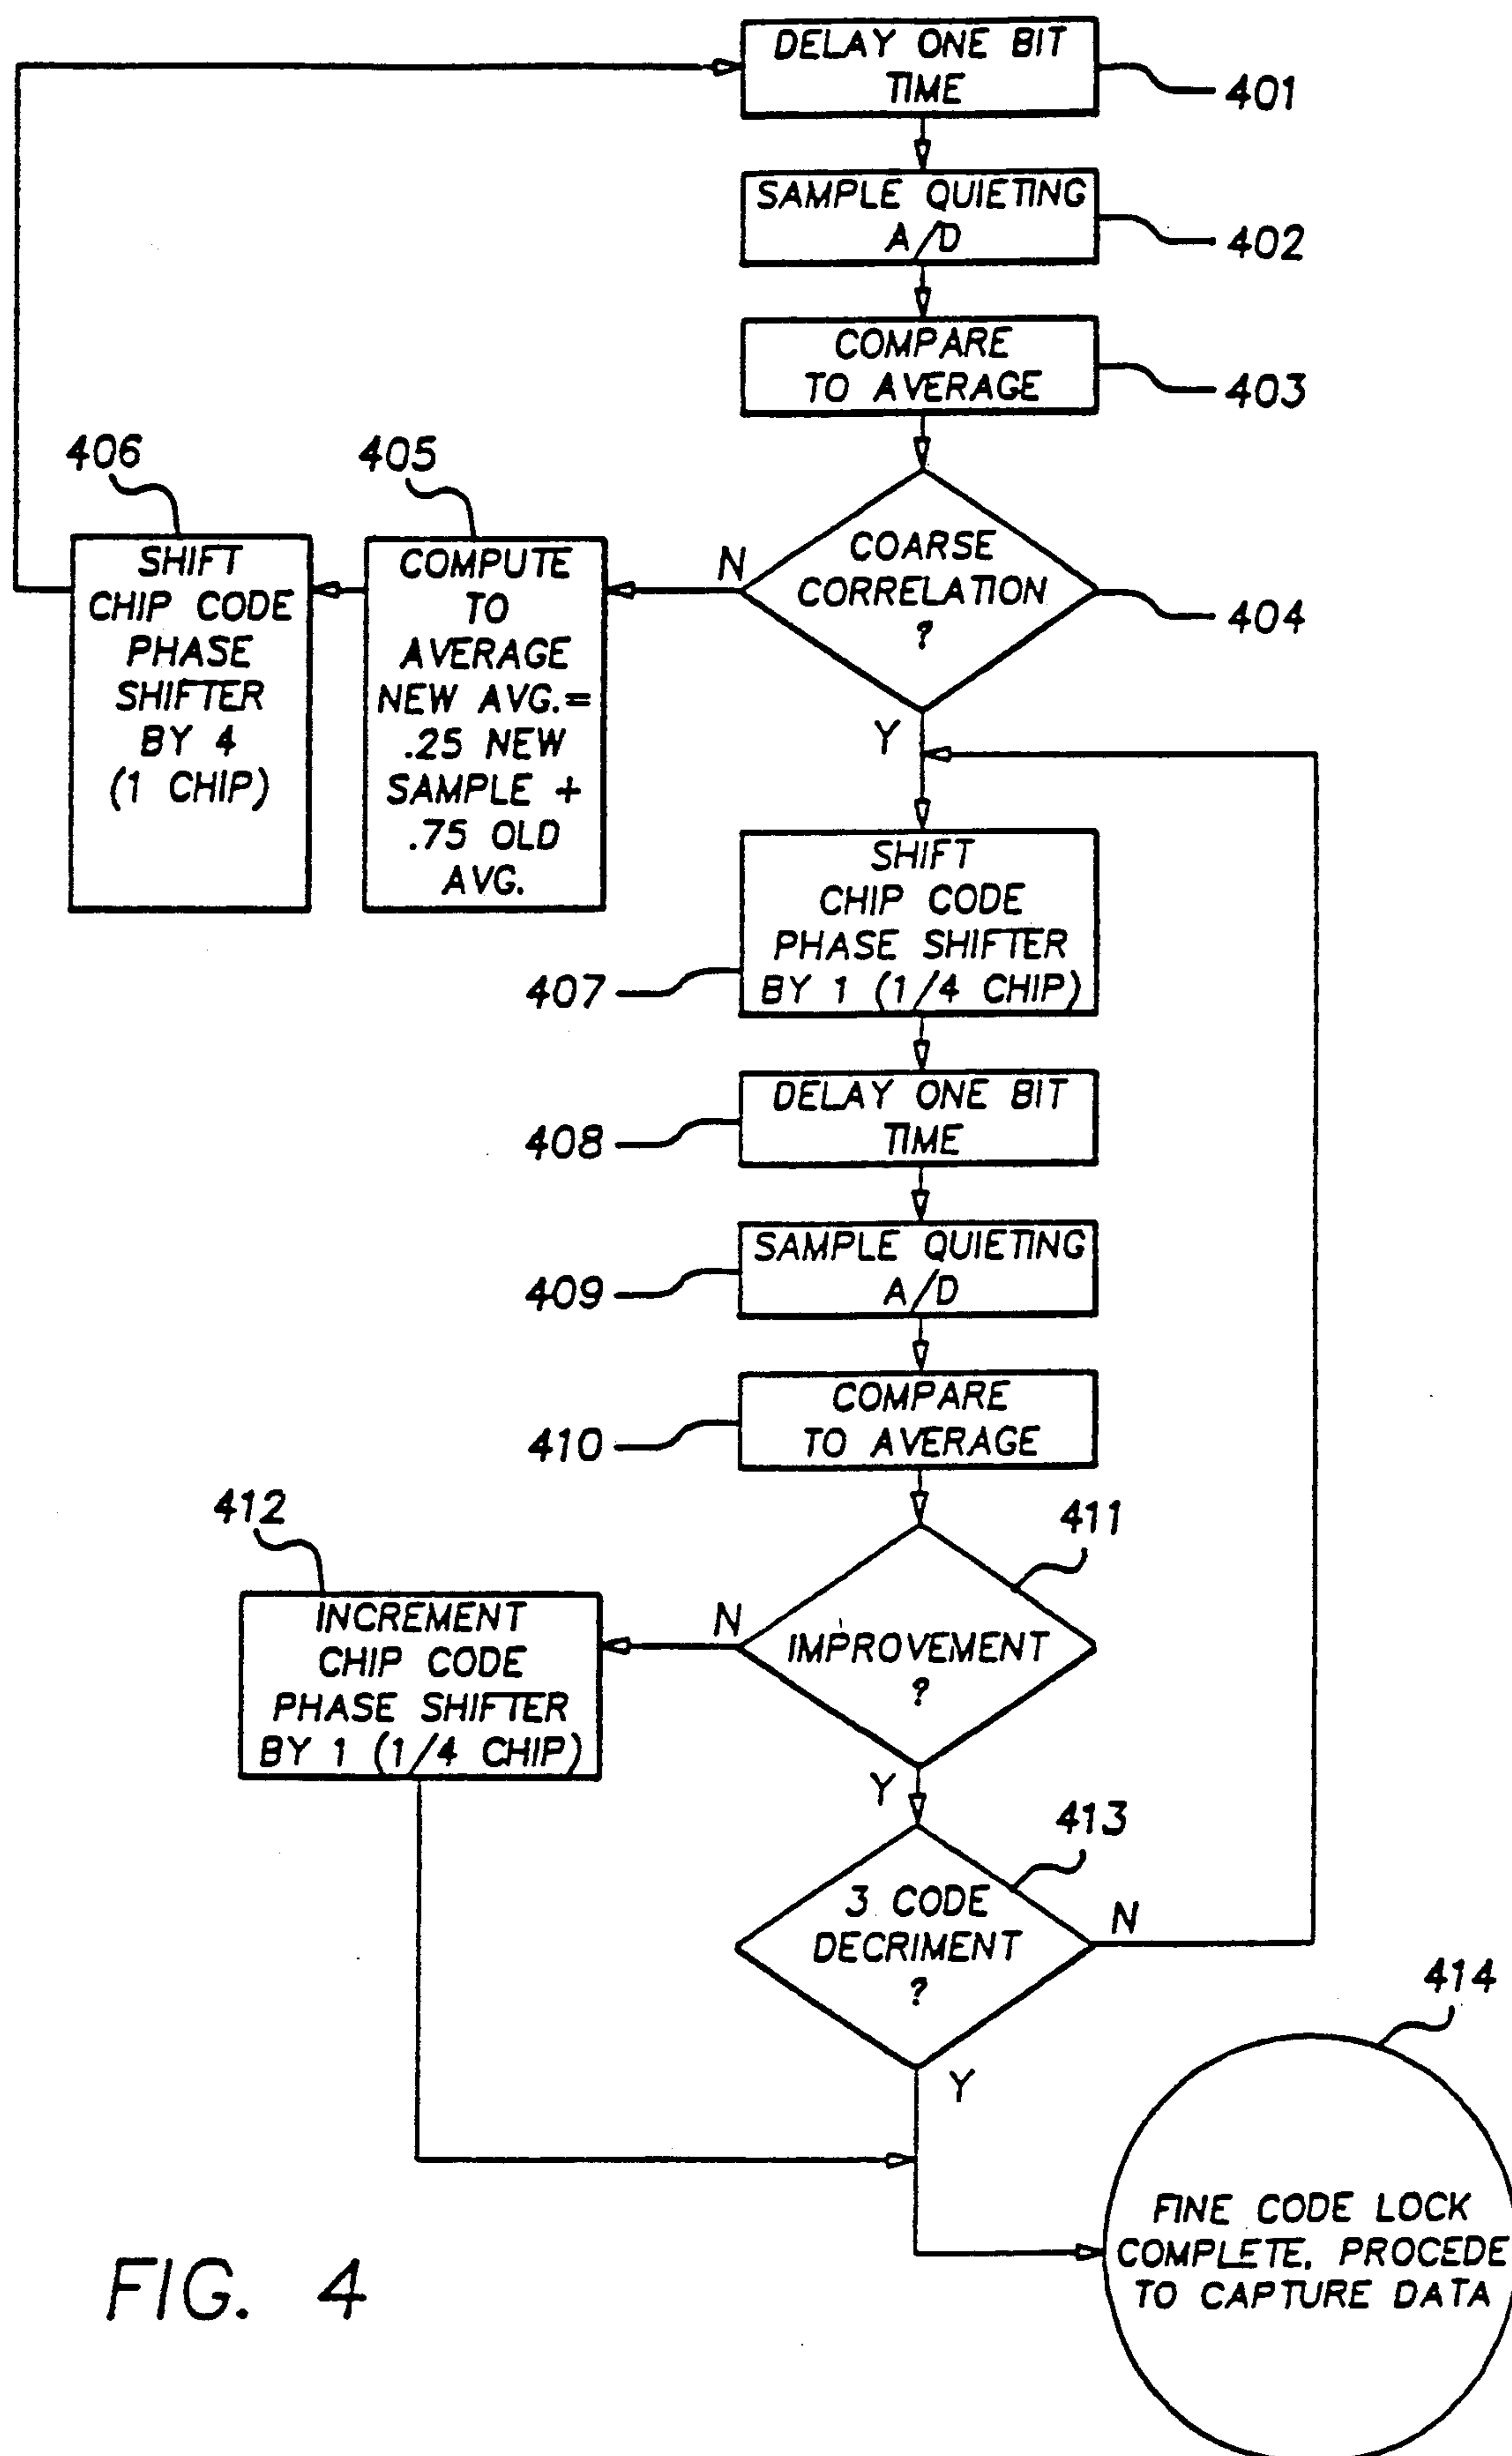 DELAY ONE BIT
TIME
401
SAMPLE QUIETING
A/D
402
COMPARE
TO AVERAGE
403
COARSE
CORRELATION
?
404
N
Y
405
COMPUTE
TO
AVERAGE
NEW AVG.=
.25 NEW
SAMPLE +
.75 OLD
AVG.
406
SHIFT
CHIP CODE
PHASE
SHIFTER
BY 4
(1 CHIP)
SHIFT
CHIP CODE
PHASE SHIFTER
BY 1 (1/4 CHIP)
407
DELAY ONE BIT
TIME
408
SAMPLE QUIETING
A/D
409
COMPARE
TO AVERAGE
410
411
IMPROVEMENT
?
N
Y
412
INCREMENT
CHIP CODE
PHASE SHIFTER
BY 1 (1/4 CHIP)
413
3 CODE
DECRIMENT
?
N
Y
414
FINE CODE LOCK
COMPLETE, PROCEDE
TO CAPTURE DATA
FIG. 4